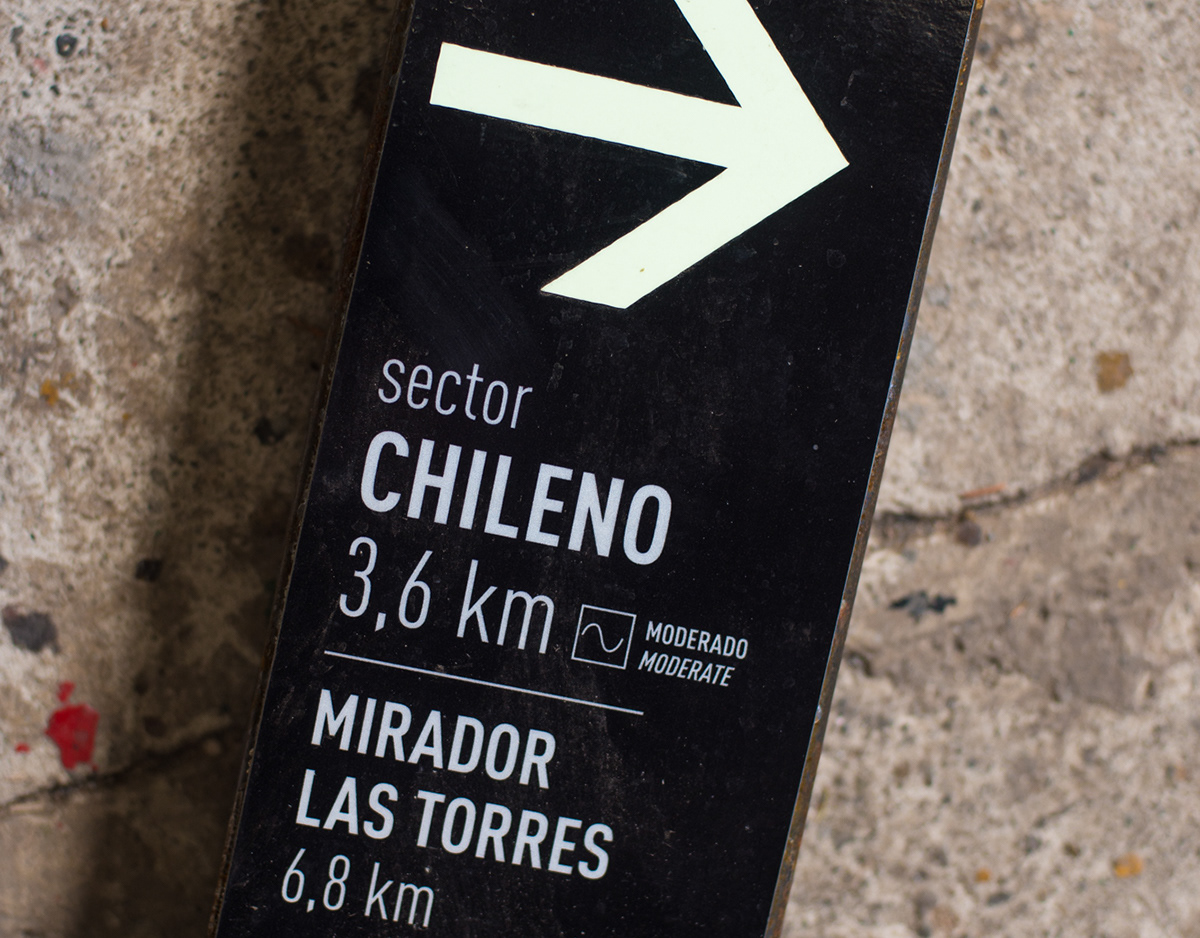 sector
CHILENO
3,6 km
MODERADO
MODERATE
MIRADOR
LAS TORRES
6,8 km